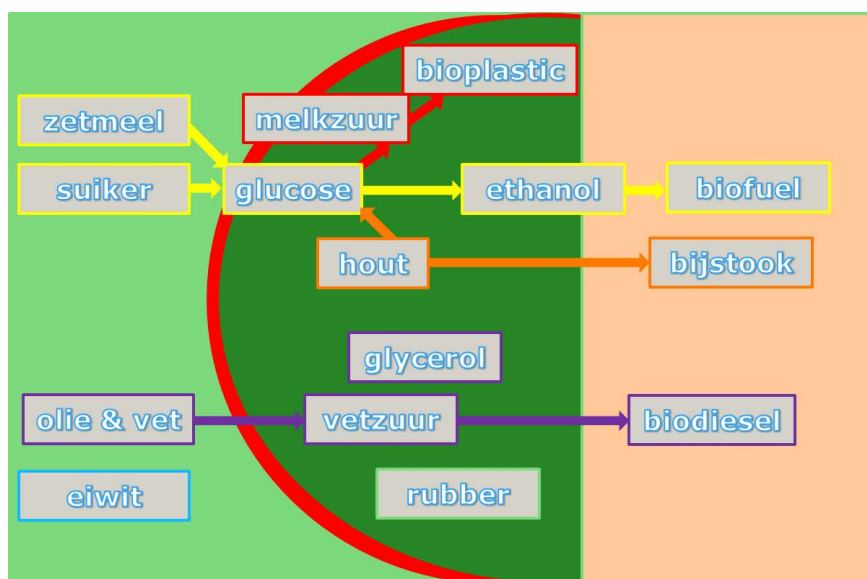 bioplastic
zetmeel
melkzuur
suiker
glucose
ethanol
biofuel
hout
bijstook
glycerol
olie & vet
vetzuur
biodiesel
eiwit
rubber